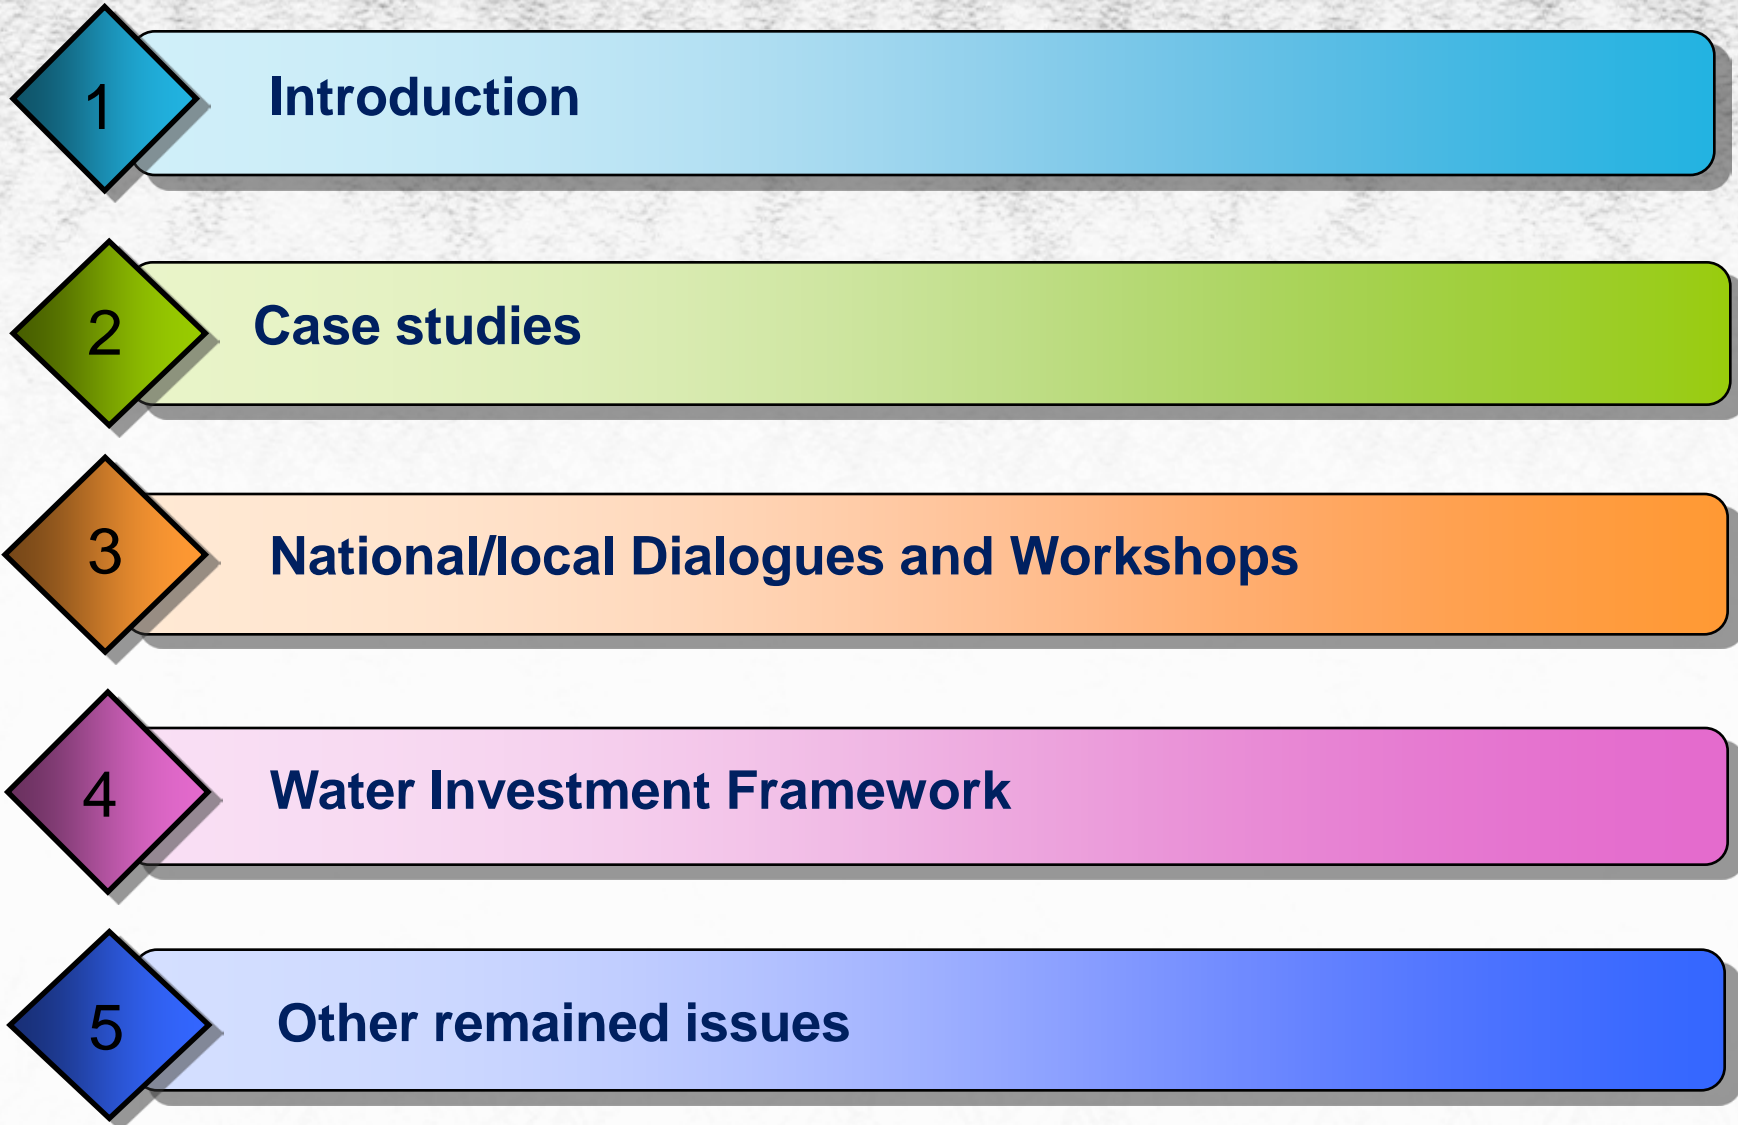 1 Introduction
2 Case studies
3 National/local Dialogues and Workshops
4 Water Investment Framework
5 Other remained issues